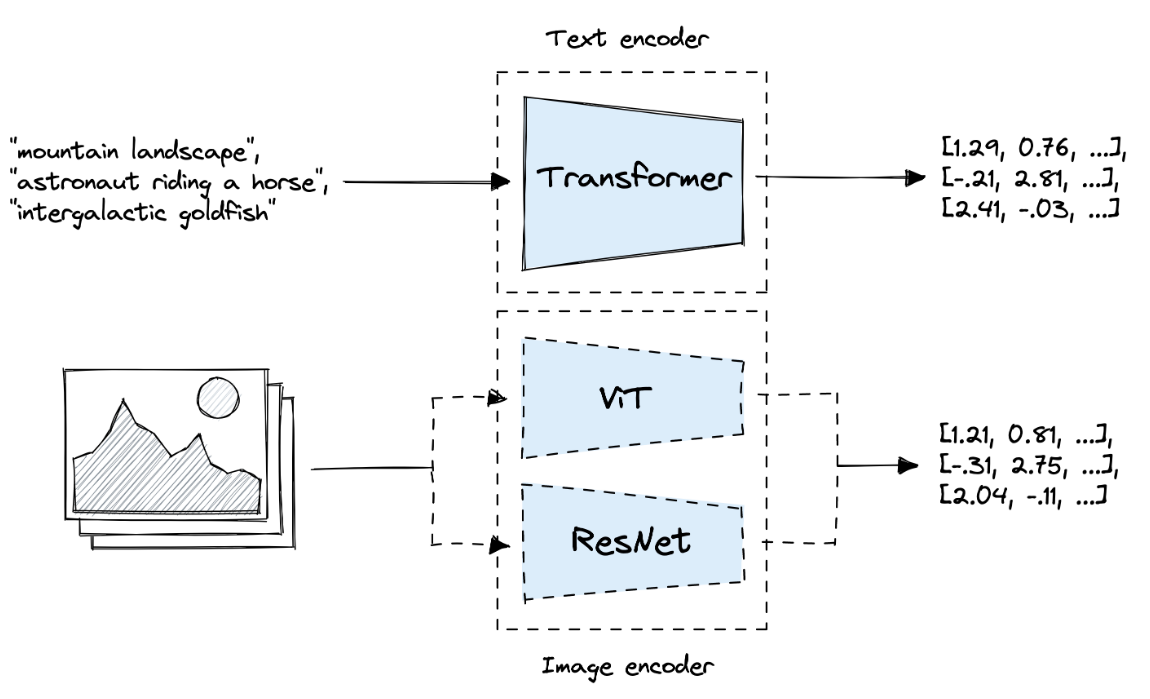 Text encoder
"mountain landscape",
"astronaut riding a horse",
"intergalactic goldfish"
Transformer
[1.29, 0.76, ...],
[-.21, 2.81, ...],
[2.41, -.03, ...]
ViT
ResNet
[1.21, 0.81, ...],
[-.31, 2.75, ...],
[2.04, -.11, ...]
Image encoder